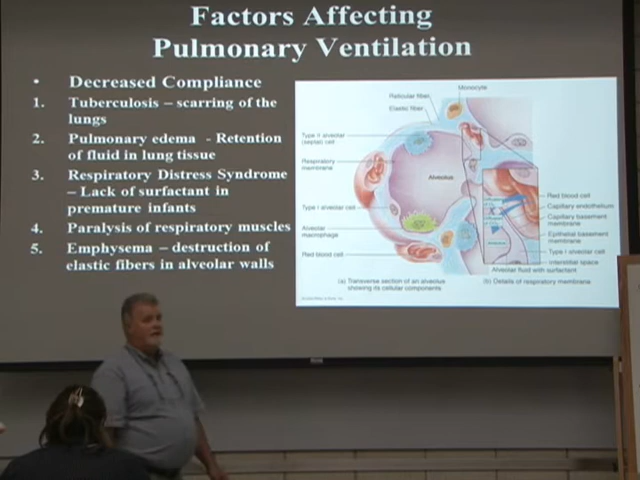 Factors Affecting
Pulmonary Ventilation
• Decreased Compliance
1. Tuberculosis – scarring of the
lungs
2. Pulmonary edema - Retention
of fluid in lung tissue
3. Respiratory Distress Syndrome
– Lack of surfactant in
premature infants
4. Paralysis of respiratory muscles
5. Emphysema – destruction of
elastic fibers in alveolar walls
Monocyte
Reticular fiber
Elastic fiber
Type II alveolar
(septal) cell
Respiratory
membrane
Alveolus
Type I alveolar cell
Alveolar
macrophage
Red blood cell
Red blood cell
Capillary endothelium
Capillary basement
membrane
Epithelial basement
membrane
Type I alveolar cell
Interstitial space
Alveolar fluid with surfactant
(a) Transverse section of an alveolus
showing its cellular components
(b) Details of respiratory membrane